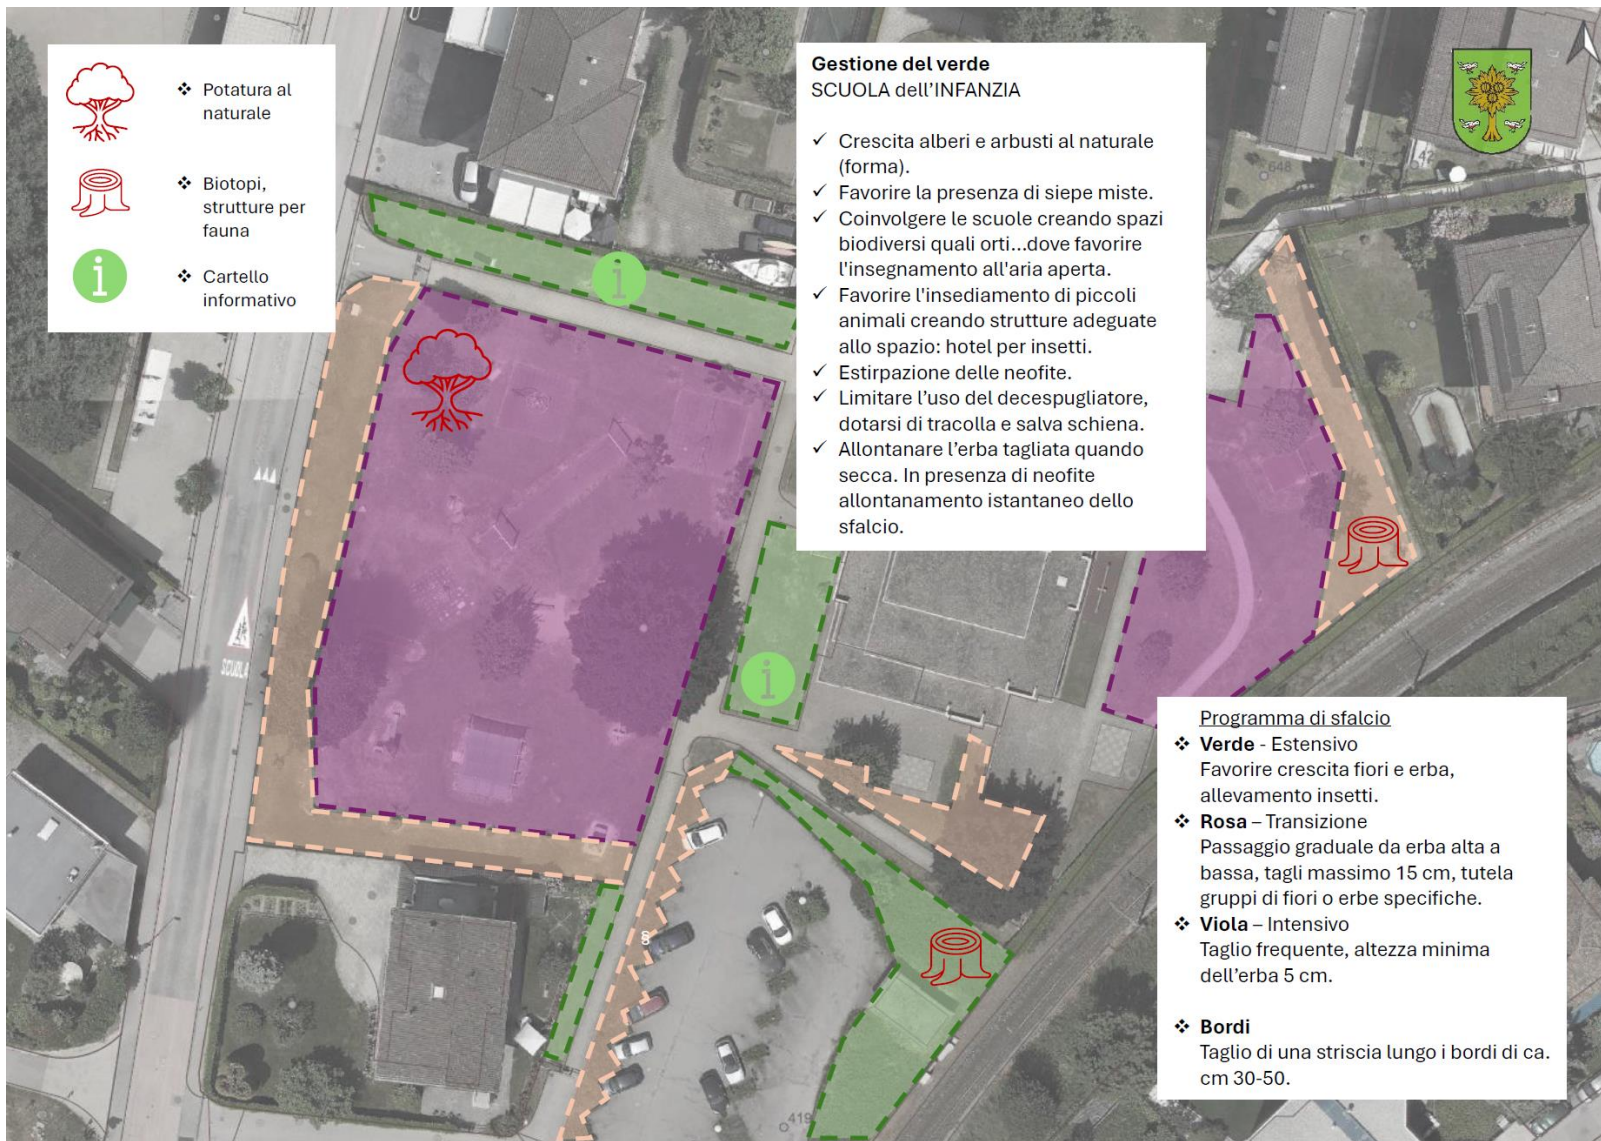 ❖ Potatura al
naturale
❖ Biotopi,
strutture per
fauna
❖ Cartello
informativo
Gestione del verde
SCUOLA dell’INFANZIA
✓ Crescita alberi e arbusti al naturale
(forma).
✓ Favorire la presenza di siepe miste.
✓ Coinvolgere le scuole creando spazi
biodiversi quali orti...dove favorire
l'insegnamento all'aria aperta.
✓ Favorire l'insediamento di piccoli
animali creando strutture adeguate
allo spazio: hotel per insetti.
✓ Estirpazione delle neofite.
✓ Limitare l’uso del decespugliatore,
dotarsi di tracolla e salva schiena.
✓ Allontanare l’erba tagliata quando
secca. In presenza di neofite
allontanamento istantaneo dello
sfalcio.
648
42
i
i
i
SCUOLA
Programma di sfalcio
❖ Verde - Estensivo
Favorire crescita fiori e erba,
allevamento insetti.
❖ Rosa – Transizione
Passaggio graduale da erba alta a
bassa, tagli massimo 15 cm, tutela
gruppi di fiori o erbe specifiche.
❖ Viola – Intensivo
Taglio frequente, altezza minima
dell’erba 5 cm.
❖ Bordi
Taglio di una striscia lungo i bordi di ca.
cm 30-50.
419